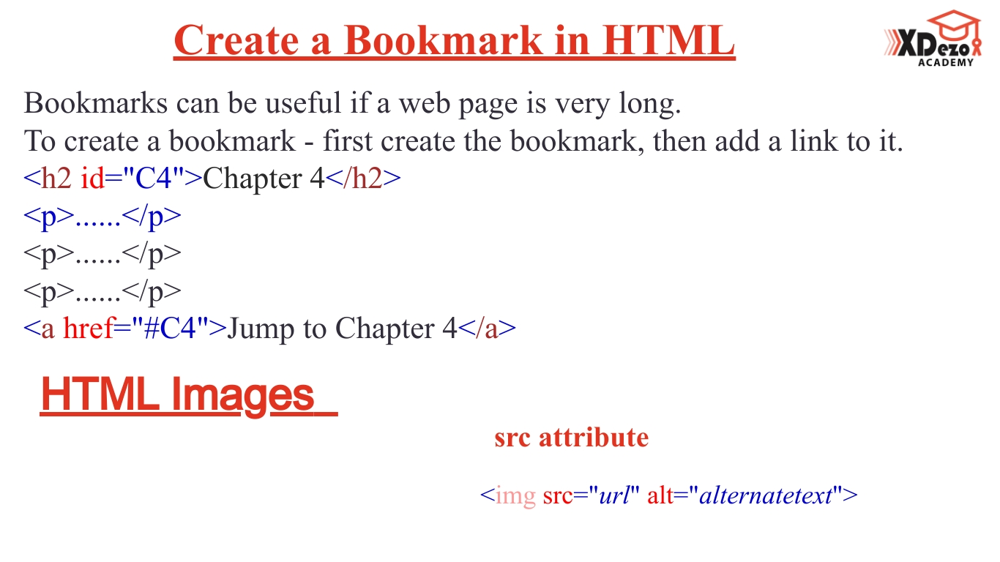 Create a Bookmark in HTML
XDezo
ACADEMY
Bookmarks can be useful if a web page is very long.
To create a bookmark - first create the bookmark, then add a link to it.
<h2 id="C4">Chapter 4</h2>
<p>......</p>
<p>......</p>
<p>......</p>
<a href="#C4">Jump to Chapter 4</a>
HTML Images
src attribute
<img src="url" alt="alternatetext">